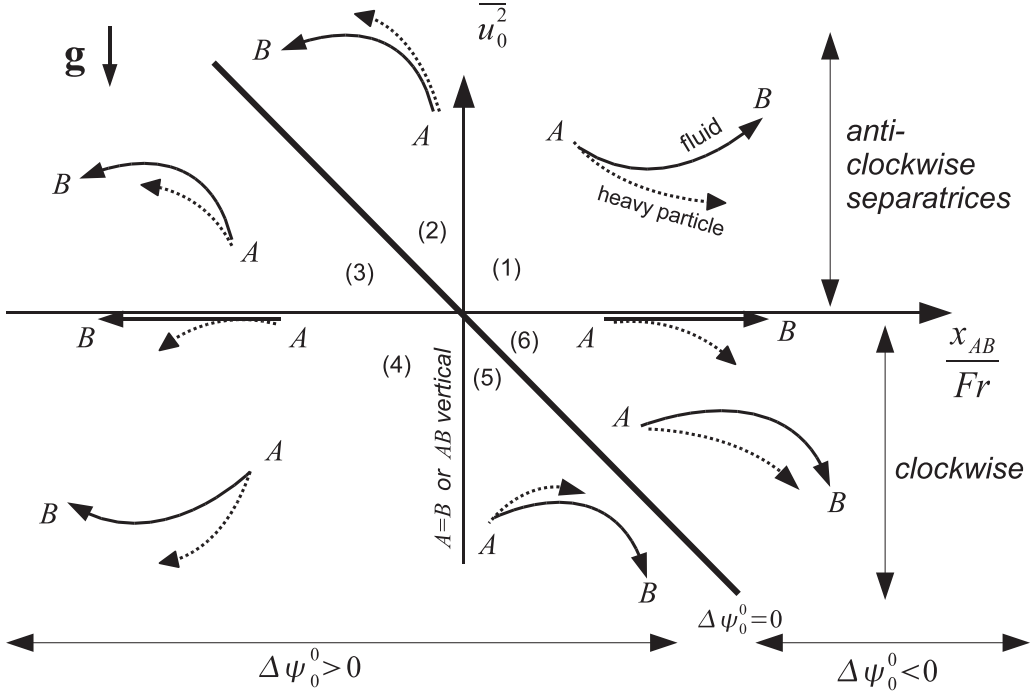 g
B
A
u₀²
A
B
fluid
heavy particle
anti-
clockwise
separatrices
B
A
(2)
(1)
(3)
B
A
A
B
x_AB
Fr
(6)
(4)
(5)
A=B or AB vertical
A
B
clockwise
A
B
A
B
Δψ₀⁰=0
Δψ₀⁰>0
Δψ₀⁰<0